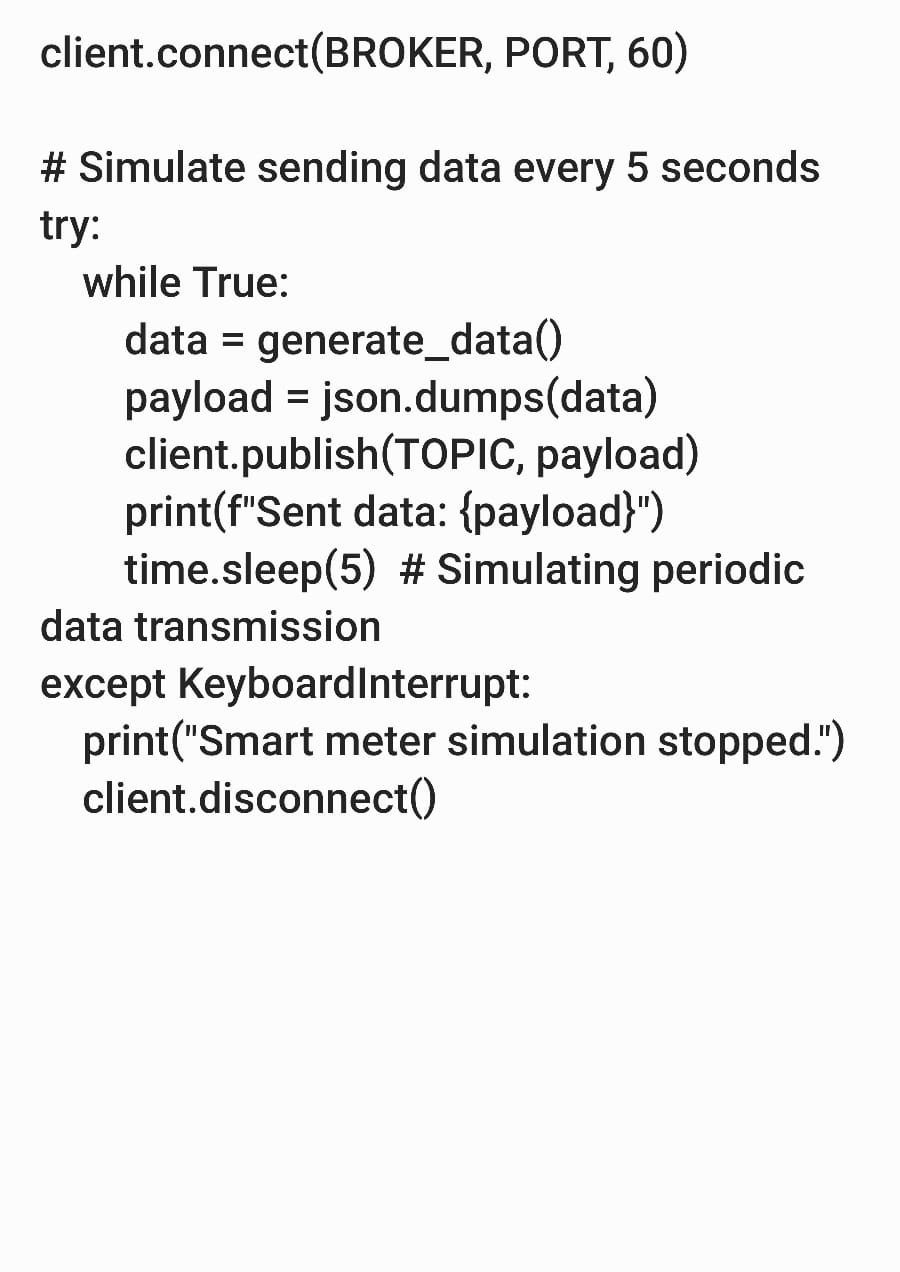 client.connect(BROKER, PORT, 60)
# Simulate sending data every 5 seconds
try:
    while True:
        data = generate_data()
        payload = json.dumps(data)
        client.publish(TOPIC, payload)
        print(f"Sent data: {payload}")
        time.sleep(5)  # Simulating periodic
data transmission
except KeyboardInterrupt:
    print("Smart meter simulation stopped.")
    client.disconnect()